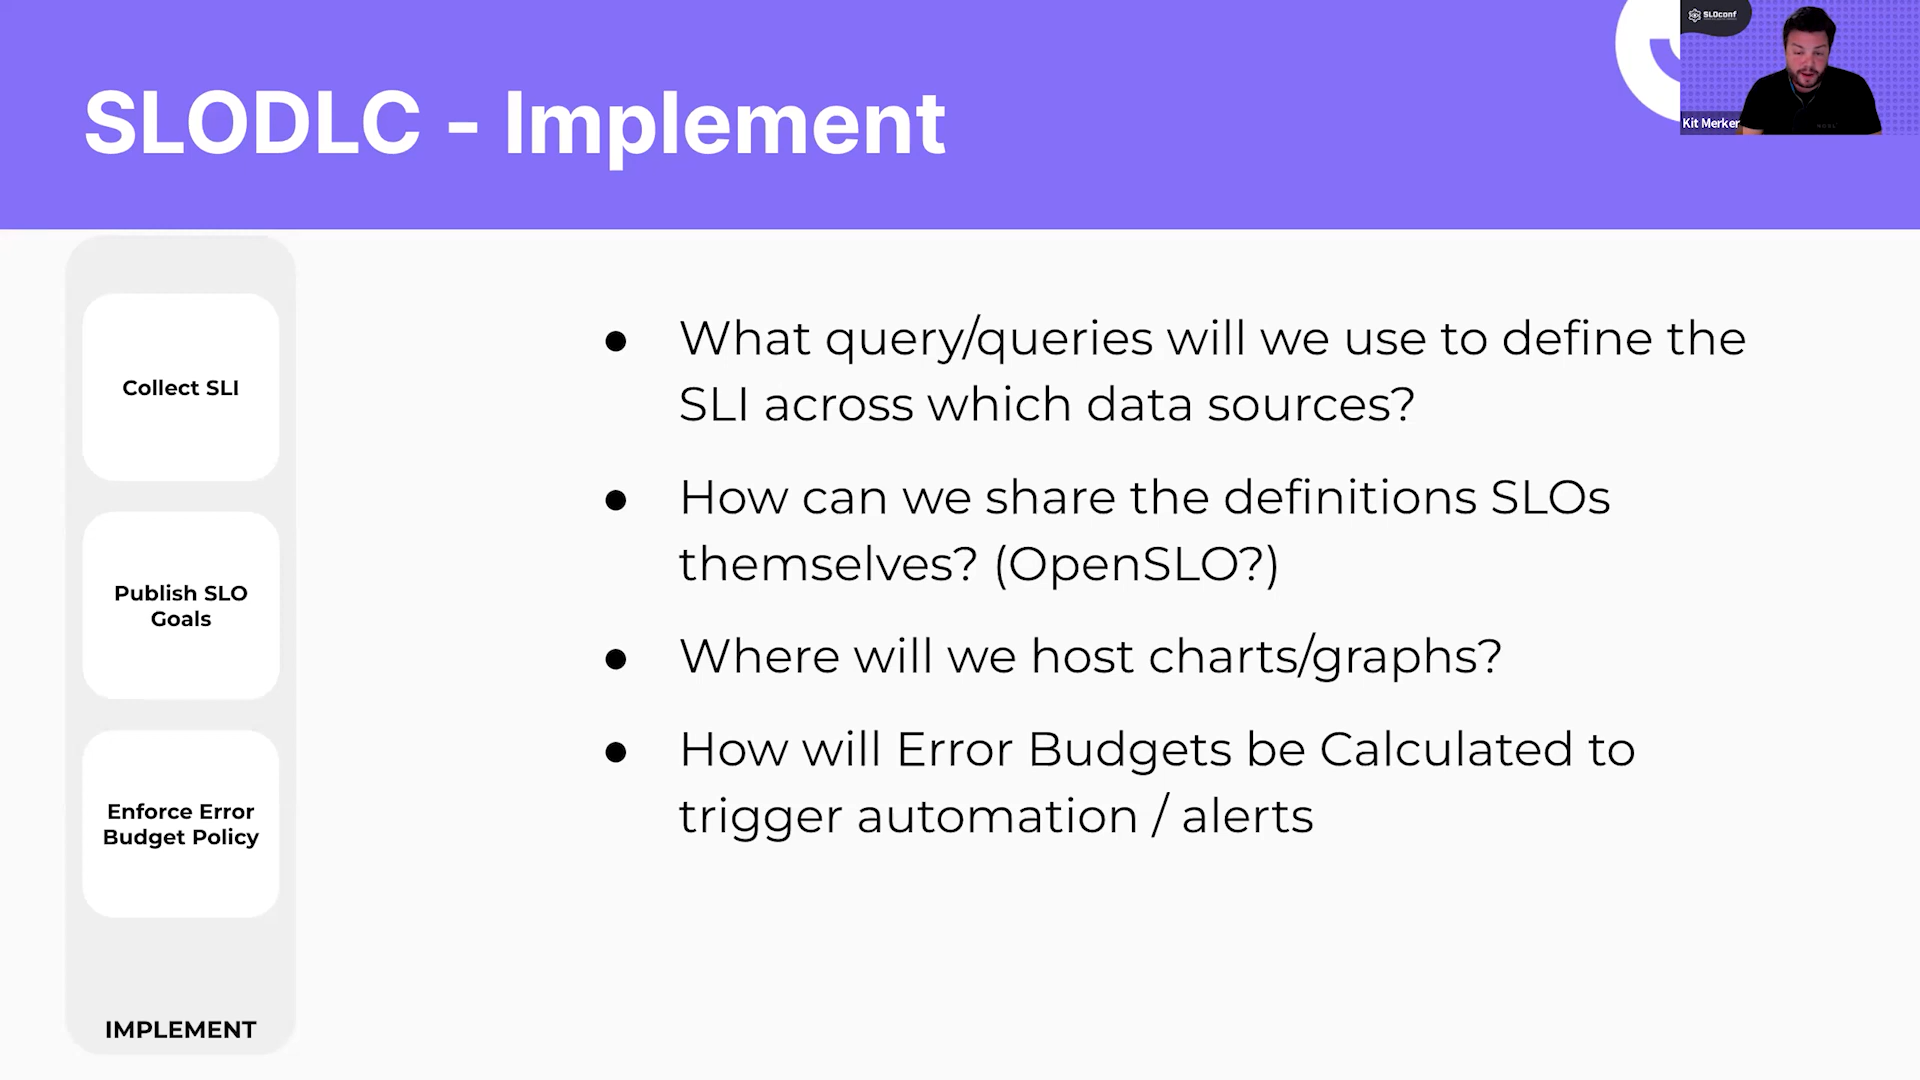 SLODLC - Implement
SLOconf
Kit Merker
Collect SLI
Publish SLO
Goals
Enforce Error
Budget Policy
IMPLEMENT
● What query/queries will we use to define the
SLI across which data sources?
● How can we share the definitions SLOs
themselves? (OpenSLO?)
● Where will we host charts/graphs?
● How will Error Budgets be Calculated to
trigger automation / alerts